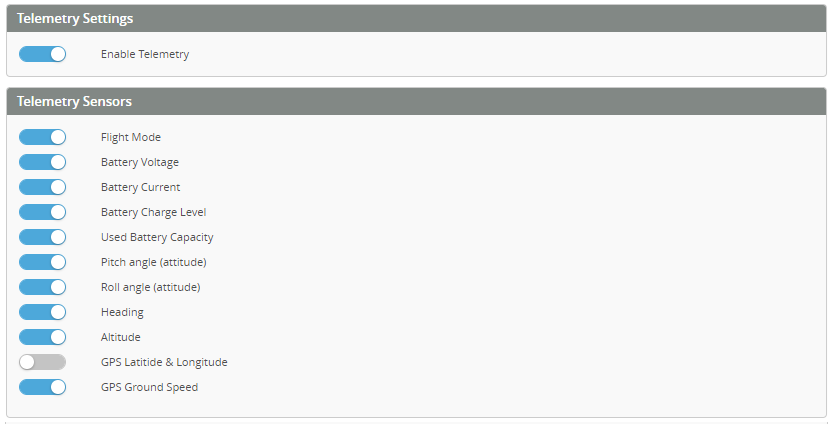 Telemetry Settings
Enable Telemetry
Telemetry Sensors
Flight Mode
Battery Voltage
Battery Current
Battery Charge Level
Used Battery Capacity
Pitch angle (attitude)
Roll angle (attitude)
Heading
Altitude
GPS Latitide & Longitude
GPS Ground Speed